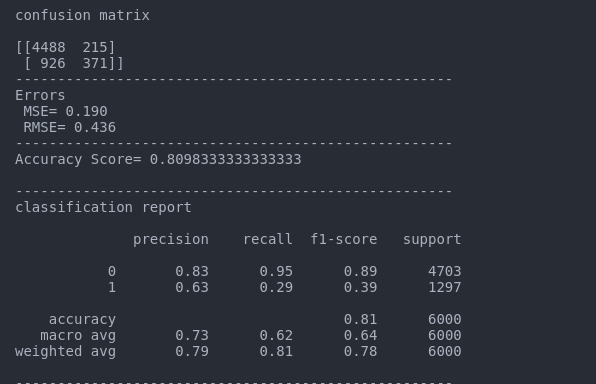 confusion matrix
[[4488  215]
 [ 926  371]]
----------------------------------------------------
Errors
 MSE= 0.190
 RMSE= 0.436
----------------------------------------------------
Accuracy Score= 0.8098333333333333
----------------------------------------------------
classification report
              precision    recall  f1-score   support
           0       0.83      0.95      0.89      4703
           1       0.63      0.29      0.39      1297
    accuracy                           0.81      6000
   macro avg       0.73      0.62      0.64      6000
weighted avg       0.79      0.81      0.78      6000
----------------------------------------------------